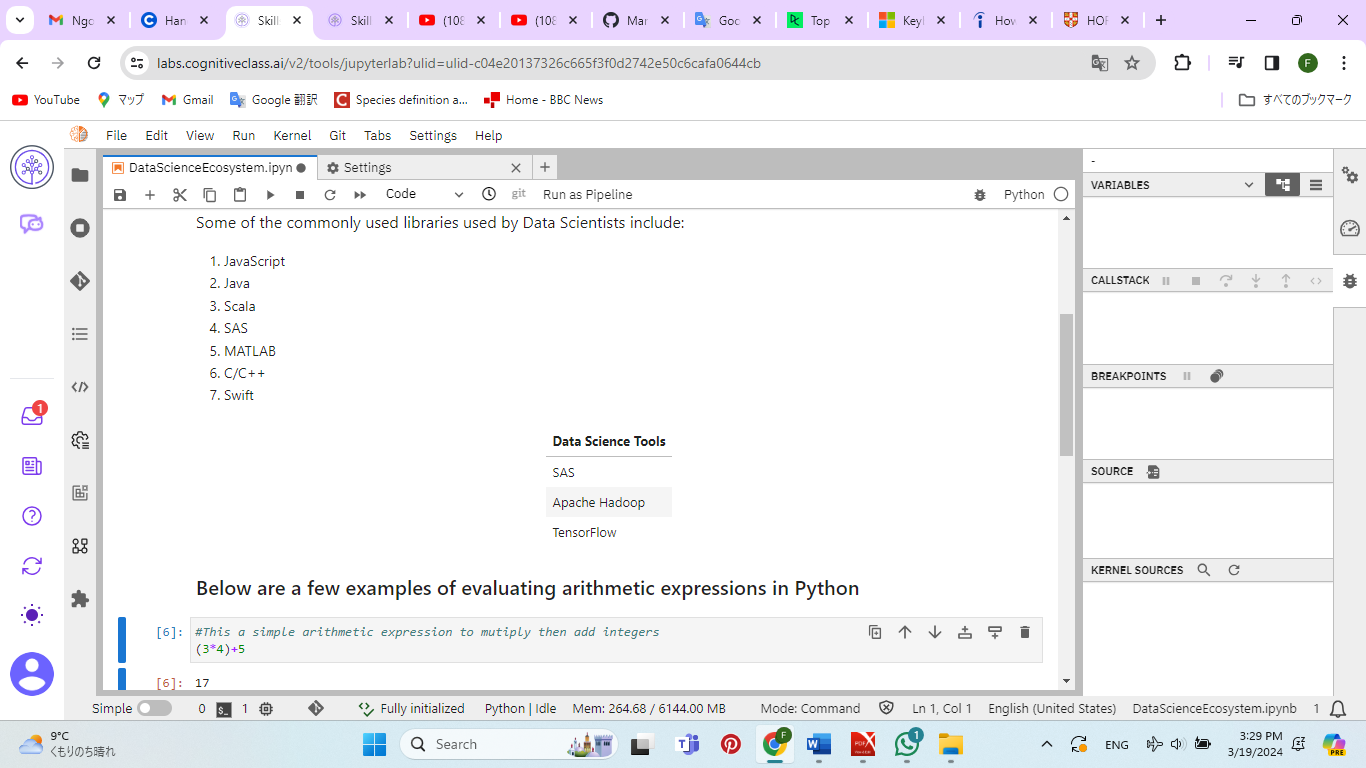 Ngo
Han
Skill
Skill
(108
(108
Mar
Goo
Top
Keyl
Hov
HOF
labs.cognitiveclass.ai/v2/tools/jupyterlab?ulid=ulid-c04e20137326c665f3f0d2742e50c6cafa0644cb
F
YouTube マップ Gmail Google 翻訳 Species definition a... Home - BBC News すべてのブックマーク
File Edit View Run Kernel Git Tabs Settings Help
DataScienceEcosystem.ipyn Settings
Code git Run as Pipeline Python
-
VARIABLES
CALLSTACK
BREAKPOINTS
SOURCE
KERNEL SOURCES
1
Some of the commonly used libraries used by Data Scientists include:
1. JavaScript
2. Java
3. Scala
4. SAS
5. MATLAB
6. C/C++
7. Swift
Data Science Tools
SAS
Apache Hadoop
TensorFlow
Below are a few examples of evaluating arithmetic expressions in Python
[6]: #This a simple arithmetic expression to mutiply then add integers
(3*4)+5
[6]: 17
Simple 0 1 Fully initialized Python | Idle Mem: 264.68 / 6144.00 MB Mode: Command Ln 1, Col 1 English (United States) DataScienceEcosystem.ipynb 1
9°C
くもりのち晴れ
Search
F
1
ENG
3:29 PM
3/19/2024
PRE